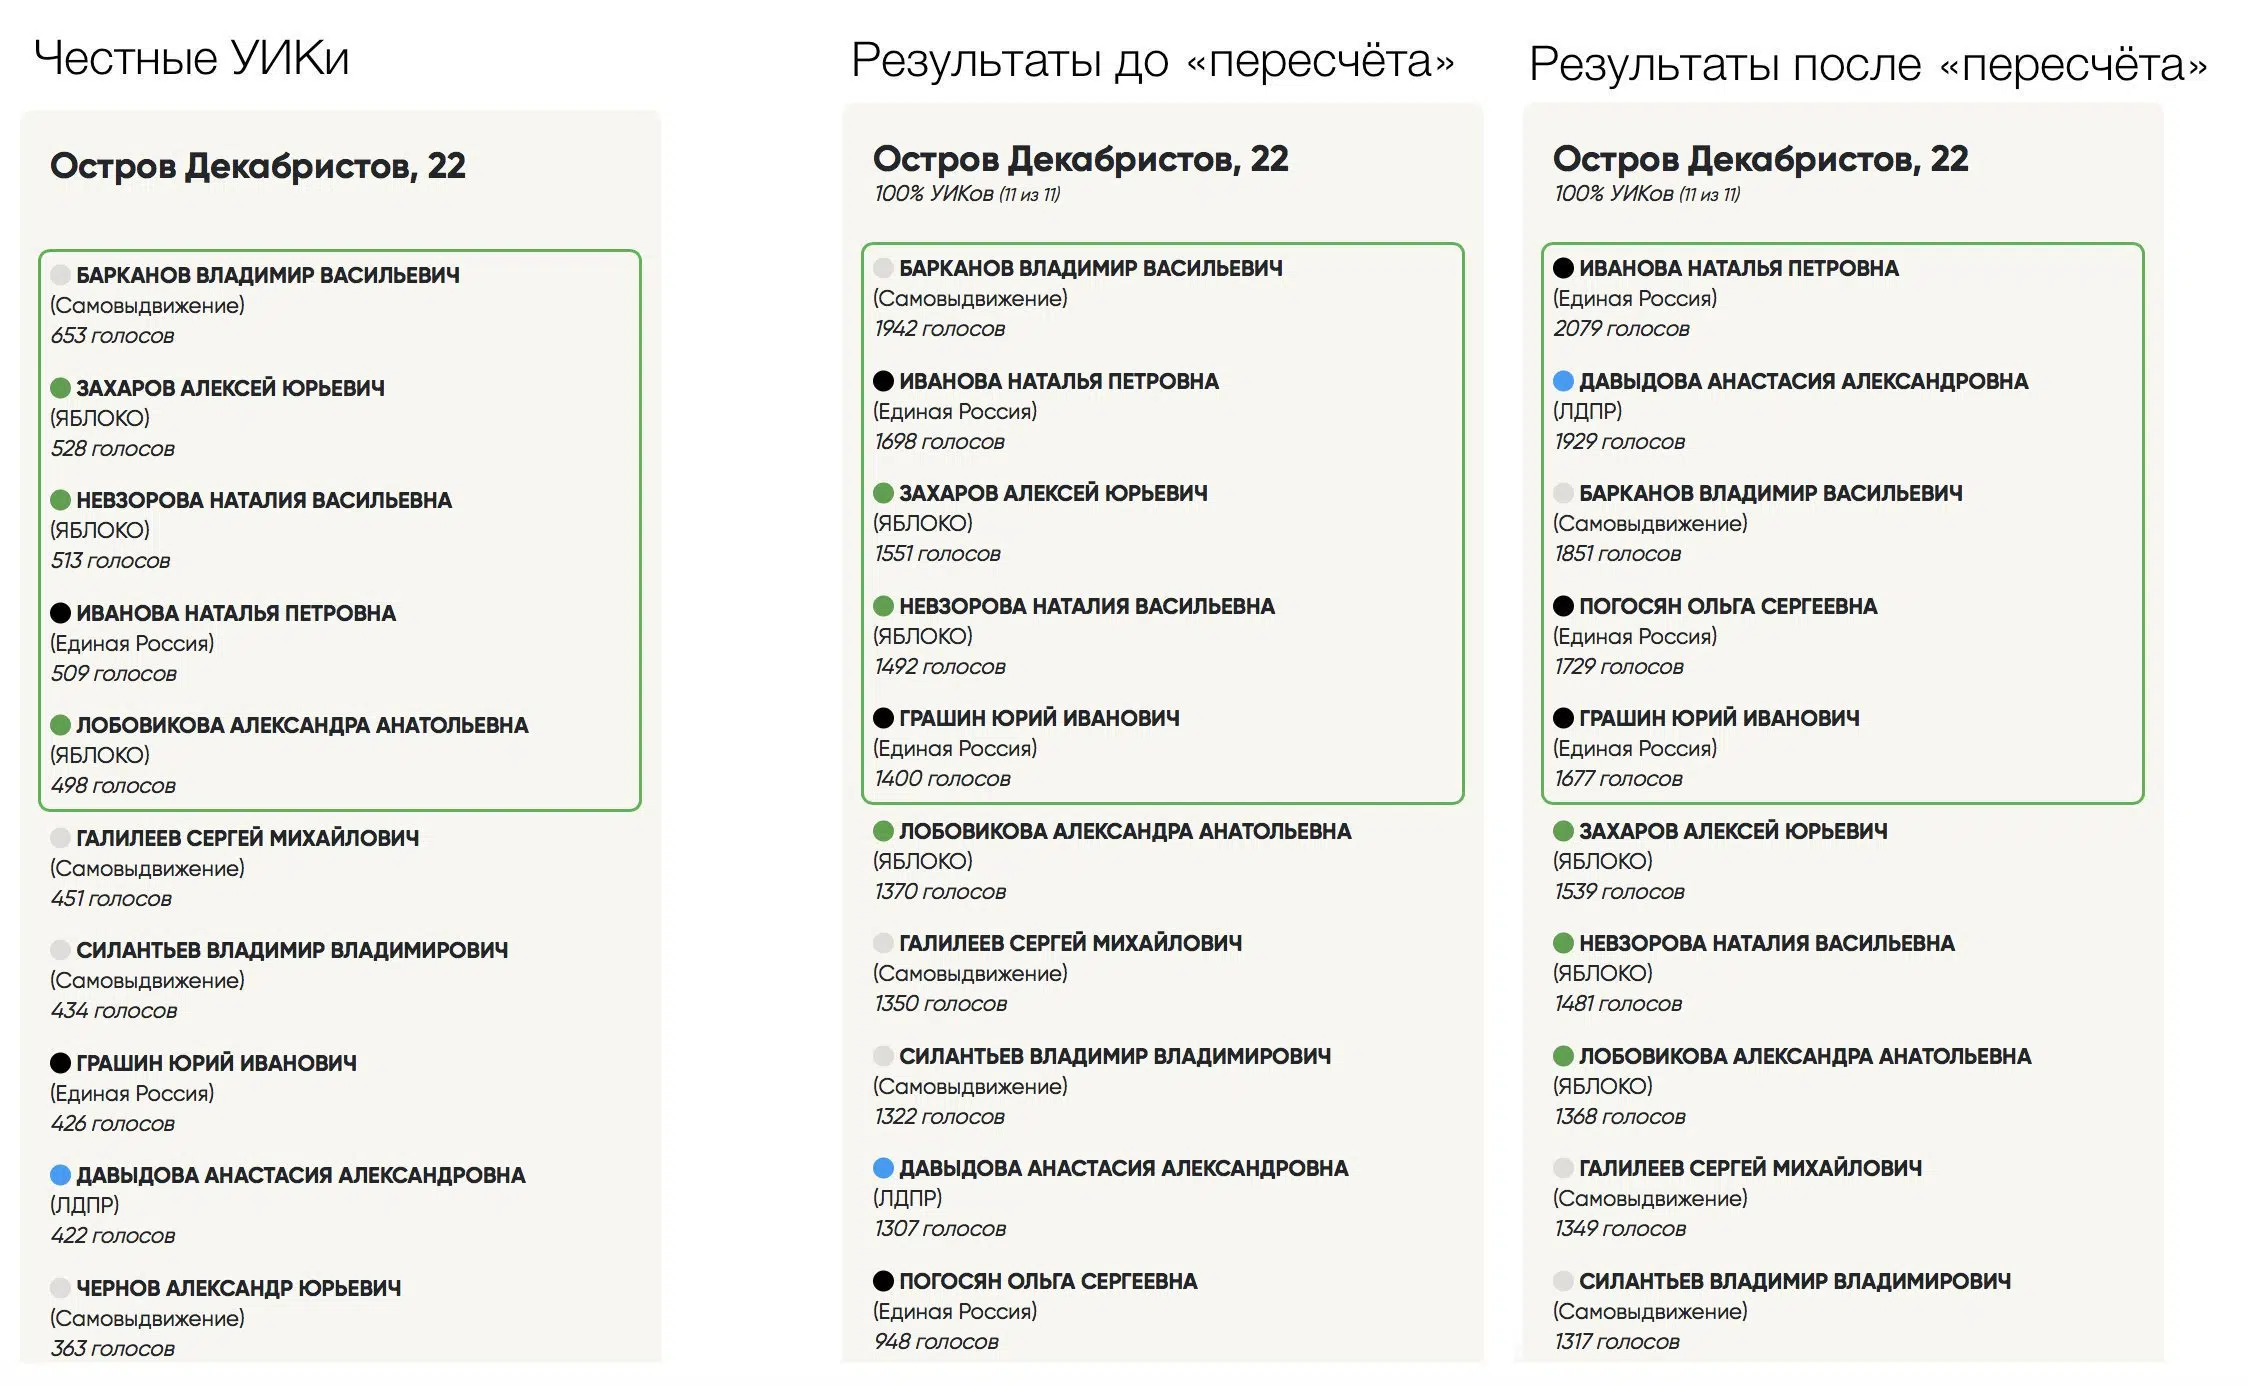 Честные УИКи
Остров Декабристов, 22
БАРКАНОВ ВЛАДИМИР ВАСИЛЬЕВИЧ
(Самовыдвижение)
653 голосов
ЗАХАРОВ АЛЕКСЕЙ ЮРЬЕВИЧ
(ЯБЛОКО)
528 голосов
НЕВЗОРОВА НАТАЛИЯ ВАСИЛЬЕВНА
(ЯБЛОКО)
513 голосов
ИВАНОВА НАТАЛЬЯ ПЕТРОВНА
(Единая Россия)
509 голосов
ЛОБОВИКОВА АЛЕКСАНДРА АНАТОЛЬЕВНА
(ЯБЛОКО)
498 голосов
ГАЛИЛЕЕВ СЕРГЕЙ МИХАЙЛОВИЧ
(Самовыдвижение)
451 голосов
СИЛАНТЬЕВ ВЛАДИМИР ВЛАДИМИРОВИЧ
(Самовыдвижение)
434 голосов
ГРАШИН ЮРИЙ ИВАНОВИЧ
(Единая Россия)
426 голосов
ДАВЫДОВА АНАСТАСИЯ АЛЕКСАНДРОВНА
(ЛДПР)
422 голосов
ЧЕРНОВ АЛЕКСАНДР ЮРЬЕВИЧ
(Самовыдвижение)
363 голосов
Результаты до «пересчёта»
Остров Декабристов, 22
100% УИКов (11 из 11)
БАРКАНОВ ВЛАДИМИР ВАСИЛЬЕВИЧ
(Самовыдвижение)
1942 голосов
ИВАНОВА НАТАЛЬЯ ПЕТРОВНА
(Единая Россия)
1698 голосов
ЗАХАРОВ АЛЕКСЕЙ ЮРЬЕВИЧ
(ЯБЛОКО)
1551 голосов
НЕВЗОРОВА НАТАЛИЯ ВАСИЛЬЕВНА
(ЯБЛОКО)
1492 голосов
ГРАШИН ЮРИЙ ИВАНОВИЧ
(Единая Россия)
1400 голосов
ЛОБОВИКОВА АЛЕКСАНДРА АНАТОЛЬЕВНА
(ЯБЛОКО)
1370 голосов
ГАЛИЛЕЕВ СЕРГЕЙ МИХАЙЛОВИЧ
(Самовыдвижение)
1350 голосов
СИЛАНТЬЕВ ВЛАДИМИР ВЛАДИМИРОВИЧ
(Самовыдвижение)
1322 голосов
ДАВЫДОВА АНАСТАСИЯ АЛЕКСАНДРОВНА
(ЛДПР)
1307 голосов
ПОГОСЯН ОЛЬГА СЕРГЕЕВНА
(Единая Россия)
948 голосов
Результаты после «пересчёта»
Остров Декабристов, 22
100% УИКов (11 из 11)
ИВАНОВА НАТАЛЬЯ ПЕТРОВНА
(Единая Россия)
2079 голосов
ДАВЫДОВА АНАСТАСИЯ АЛЕКСАНДРОВНА
(ЛДПР)
1929 голосов
БАРКАНОВ ВЛАДИМИР ВАСИЛЬЕВИЧ
(Самовыдвижение)
1851 голосов
ПОГОСЯН ОЛЬГА СЕРГЕЕВНА
(Единая Россия)
1729 голосов
ГРАШИН ЮРИЙ ИВАНОВИЧ
(Единая Россия)
1677 голосов
ЗАХАРОВ АЛЕКСЕЙ ЮРЬЕВИЧ
(ЯБЛОКО)
1539 голосов
НЕВЗОРОВА НАТАЛИЯ ВАСИЛЬЕВНА
(ЯБЛОКО)
1481 голосов
ЛОБОВИКОВА АЛЕКСАНДРА АНАТОЛЬЕВНА
(ЯБЛОКО)
1368 голосов
ГАЛИЛЕЕВ СЕРГЕЙ МИХАЙЛОВИЧ
(Самовыдвижение)
1349 голосов
СИЛАНТЬЕВ ВЛАДИМИР ВЛАДИМИРОВИЧ
(Самовыдвижение)
1317 голосов